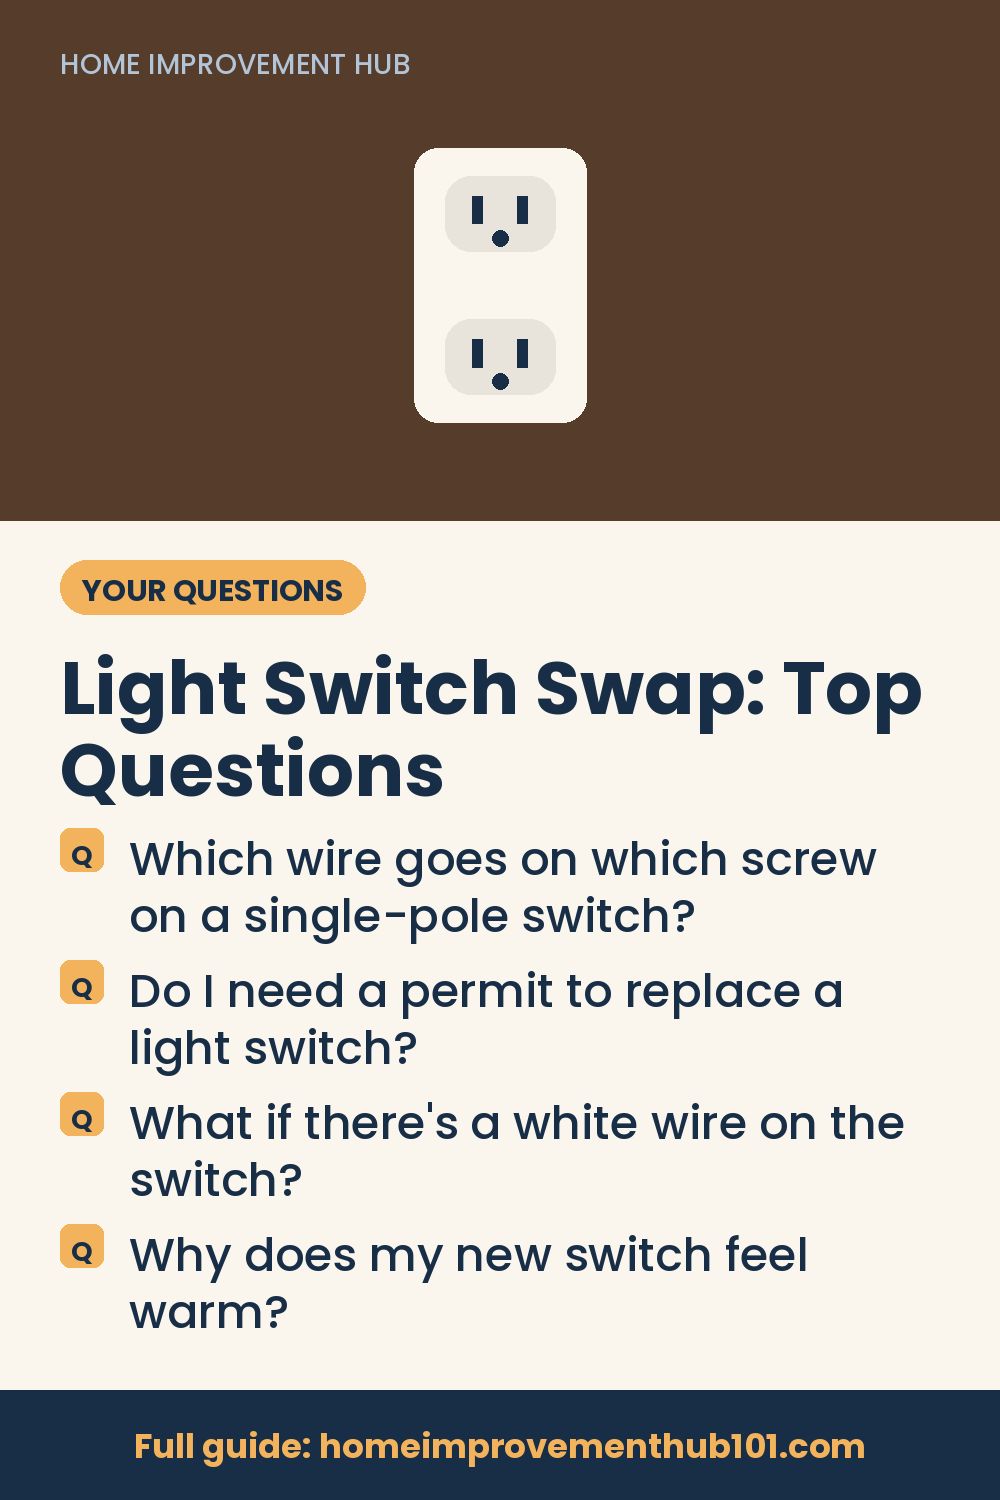 HOME IMPROVEMENT HUB
YOUR QUESTIONS
Light Switch Swap: Top
Questions
Q Which wire goes on which screw
on a single-pole switch?
Q Do I need a permit to replace a
light switch?
Q What if there's a white wire on the
switch?
Q Why does my new switch feel
warm?
Full guide: homeimprovementhub101.com